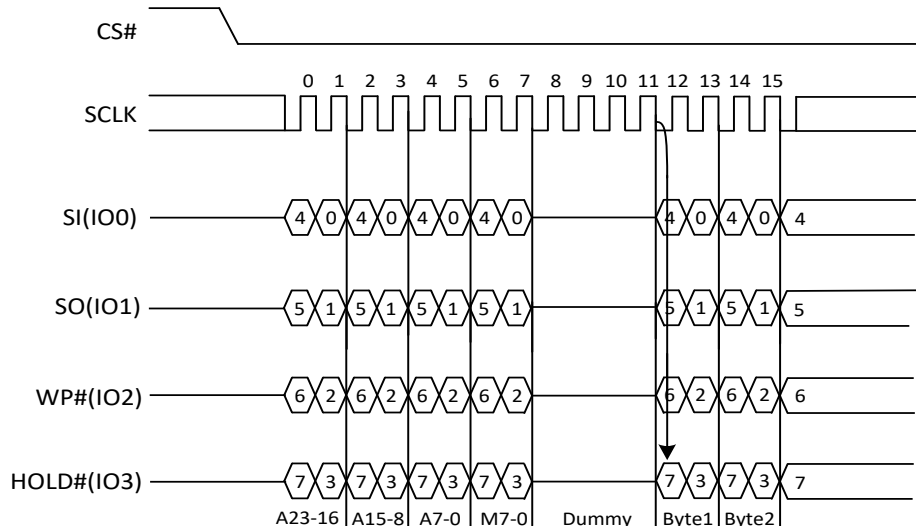 CS#
0 1 2 3 4 5 6 7 8 9 10 11 12 13 14 15
SCLK
SI(IO0) 4 0 4 0 4 0 4 0 4 0 4 0 4
SO(IO1) 5 1 5 1 5 1 5 1 5 1 5 1 5
WP#(IO2) 6 2 6 2 6 2 6 2 6 2 6 2 6
HOLD#(IO3) 7 3 7 3 7 3 7 3 7 3 7 3 7
A23-16 A15-8 A7-0 M7-0 Dummy Byte1 Byte2